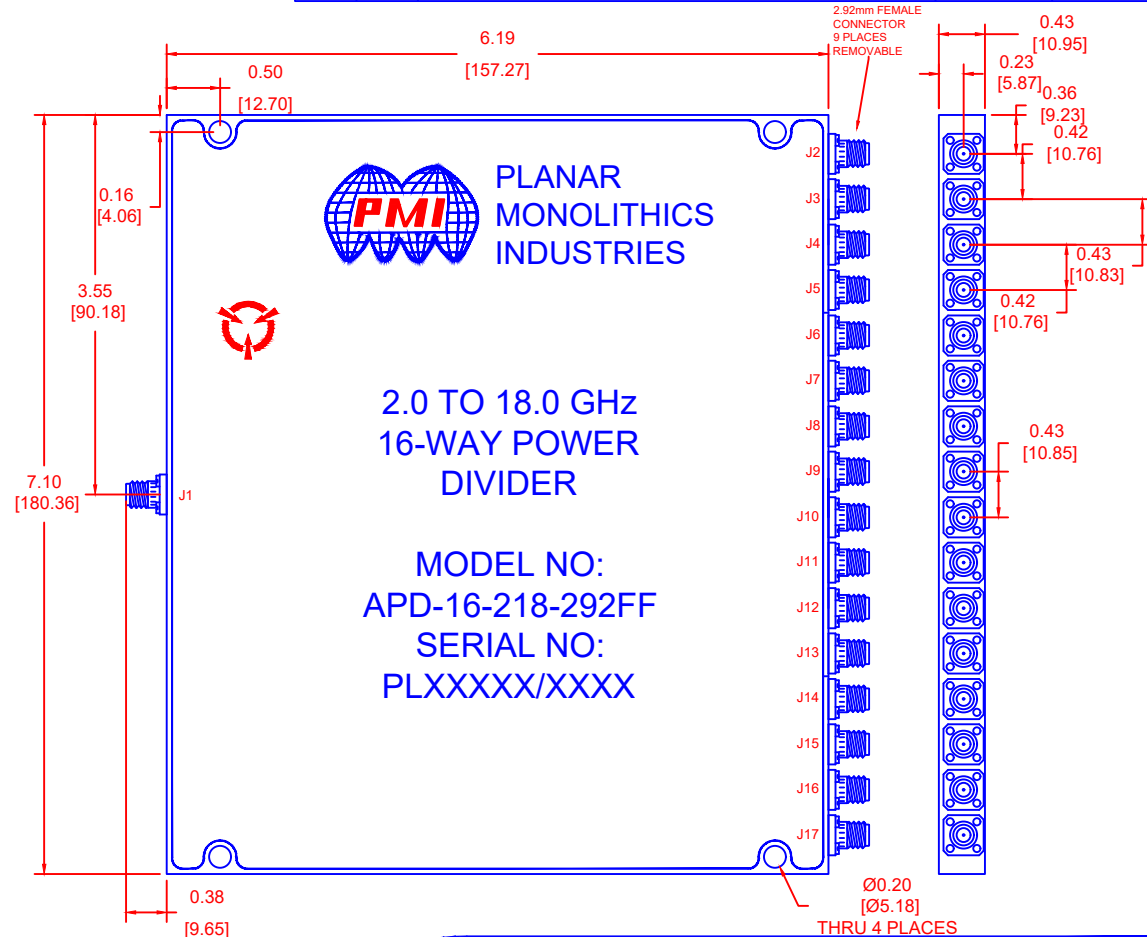 2.92mm FEMALE
CONNECTOR
9 PLACES
REMOVABLE
6.19
[157.27]
0.50
[12.70]
0.43
[10.95]
0.23
[5.87]
0.36
[9.23]
0.42
[10.76]
0.16
[4.06]
3.55
[90.18]
7.10
[180.36]
PMI
PLANAR
MONOLITHICS
INDUSTRIES
2.0 TO 18.0 GHz
16-WAY POWER
DIVIDER
MODEL NO:
APD-16-218-292FF
SERIAL NO:
PLXXXXX/XXXX
J1
J2
J3
J4
J5
J6
J7
J8
J9
J10
J11
J12
J13
J14
J15
J16
J17
0.43
[10.83]
0.42
[10.76]
0.43
[10.85]
0.38
[9.65]
Ø0.20
[Ø5.18]
THRU 4 PLACES